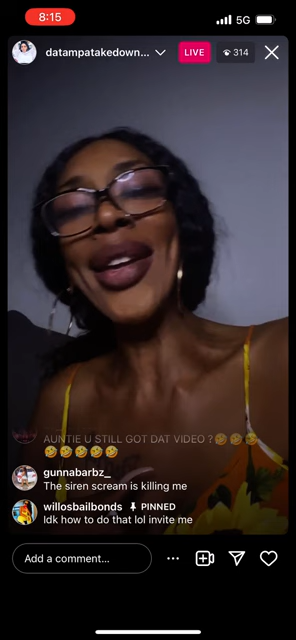 8:15
5G
datampatakedown...
LIVE
314
AUNTIE U STILL GOT DAT VIDEO ?🤣🤣🤣
🤣🤣🤣🤣🤣
gunnabarbz_
The siren scream is killing me
willosbailbonds PINNED
Idk how to do that lol invite me
Add a comment...